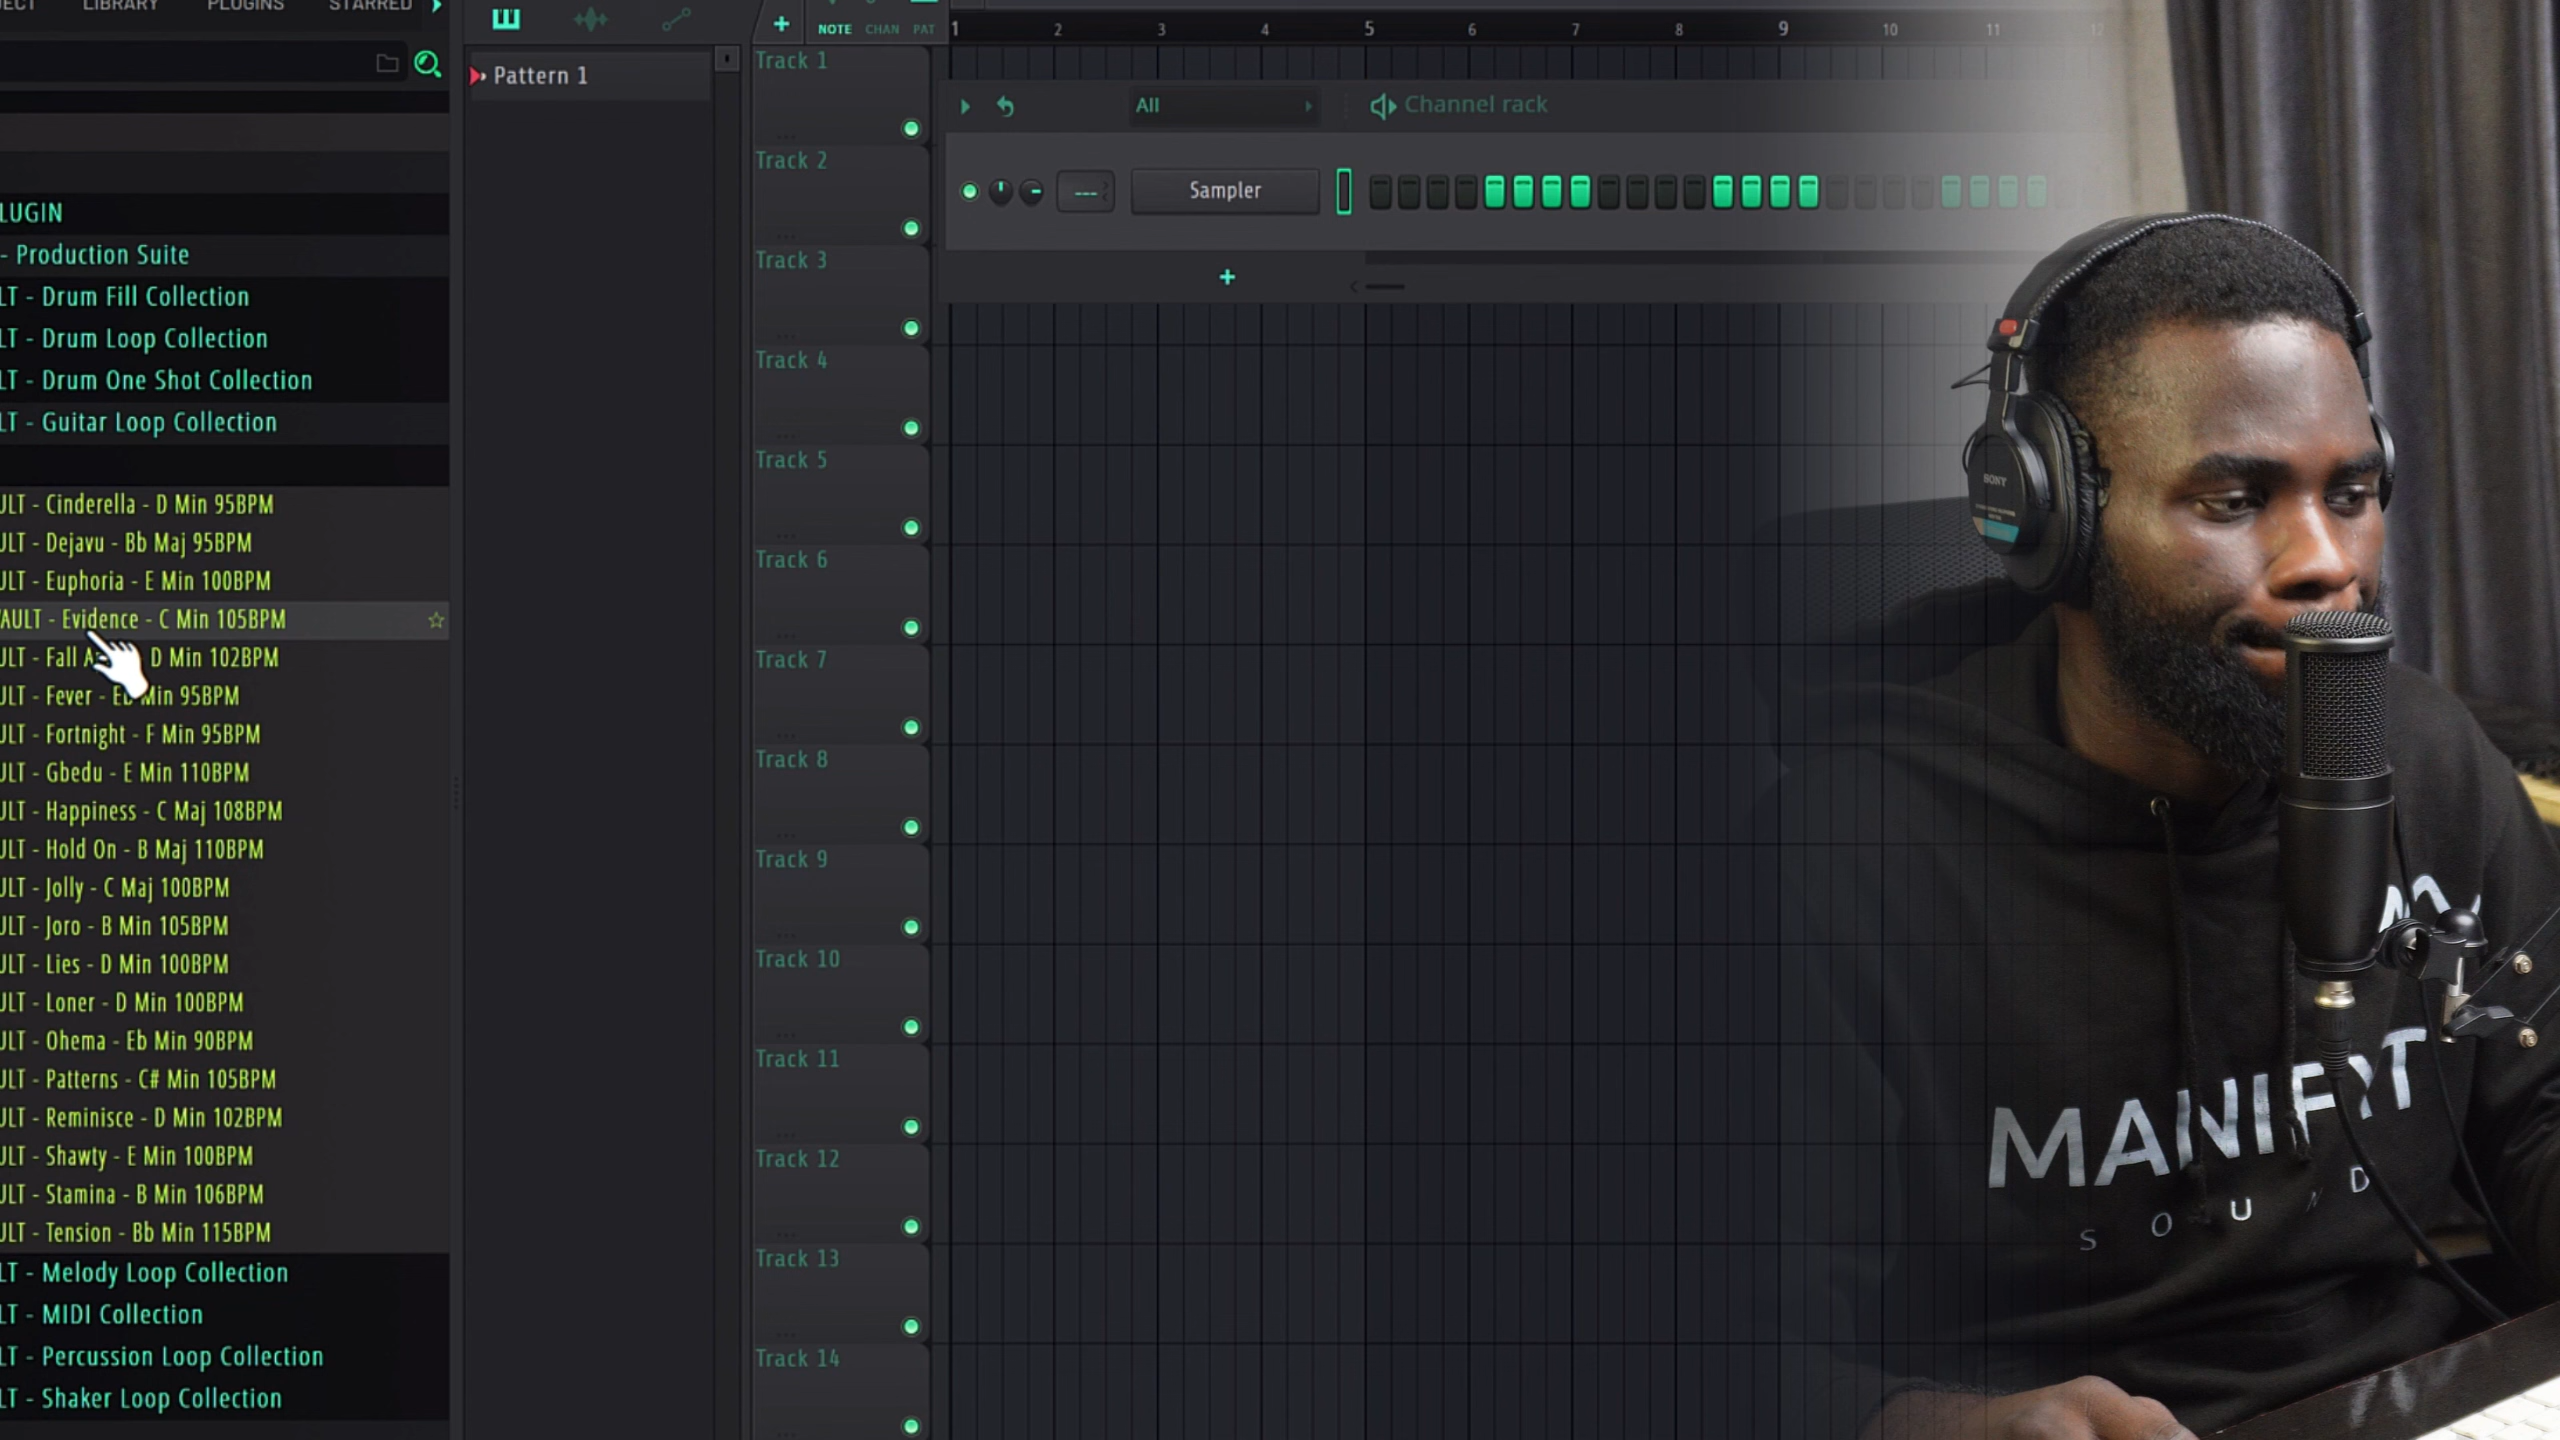 LIBRARY
PLUGINS
STARRED
LUGIN
- Production Suite
LT - Drum Fill Collection
LT - Drum Loop Collection
LT - Drum One Shot Collection
LT - Guitar Loop Collection
ULT - Cinderella - D Min 95BPM
ULT - Dejavu - Bb Maj 95BPM
ULT - Euphoria - E Min 100BPM
AULT - Evidence - C Min 105BPM
ULT - Fall D Min 102BPM
ULT - Fever - Eb Min 95BPM
ULT - Fortnight - F Min 95BPM
ULT - Gbedu - E Min 110BPM
ULT - Happiness - C Maj 108BPM
ULT - Hold On - B Maj 110BPM
ULT - Jolly - C Maj 100BPM
ULT - Joro - B Min 105BPM
ULT - Lies - D Min 100BPM
ULT - Loner - D Min 100BPM
ULT - Ohema - Eb Min 90BPM
ULT - Patterns - C# Min 105BPM
ULT - Reminisce - D Min 102BPM
ULT - Shawty - E Min 100BPM
ULT - Stamina - B Min 106BPM
ULT - Tension - Bb Min 115BPM
LT - Melody Loop Collection
LT - MIDI Collection
LT - Percussion Loop Collection
LT - Shaker Loop Collection
Pattern 1
NOTE CHAN PAT
1 2 3 4 5 6 7 8 9 10 11 12
Track 1
Track 2
Track 3
Track 4
Track 5
Track 6
Track 7
Track 8
Track 9
Track 10
Track 11
Track 12
Track 13
Track 14
All
Channel rack
---
Sampler
SONY
MANIFYT
SOUND